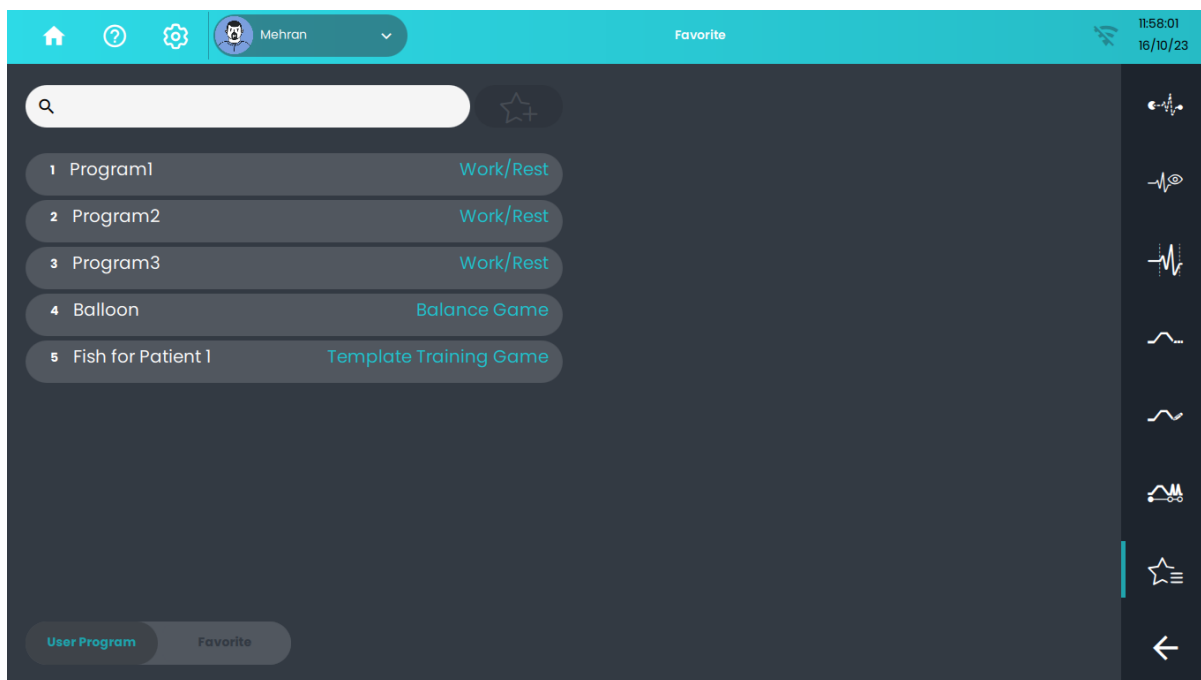 Mehran
Favorite
11:58:01
16/10/23
1 Program1 Work/Rest
2 Program2 Work/Rest
3 Program3 Work/Rest
4 Balloon Balance Game
5 Fish for Patient 1 Template Training Game
User Program Favorite